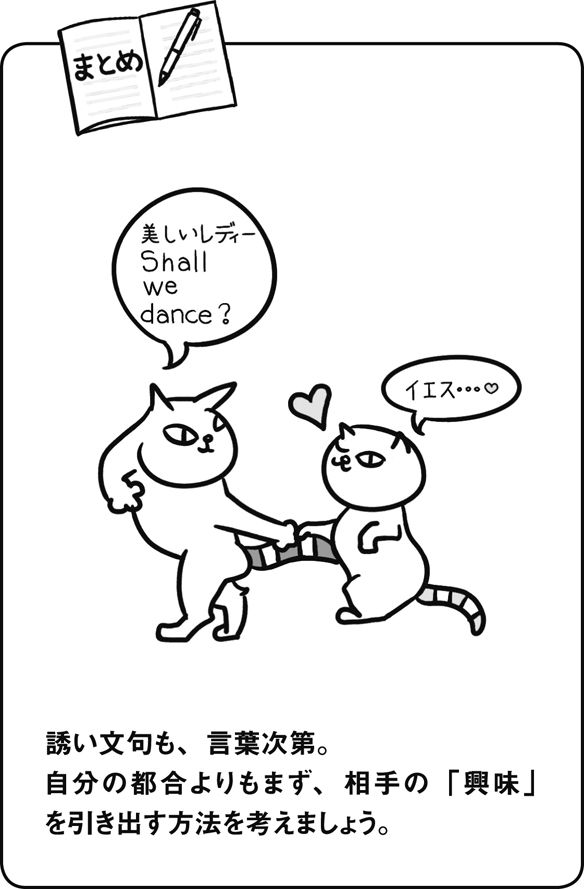 まとめ
美しいレディー
Shall
we
dance?
イエス…♡
誘い文句も、言葉次第。
自分の都合よりもまず、相手の「興味」
を引き出す方法を考えましょう。